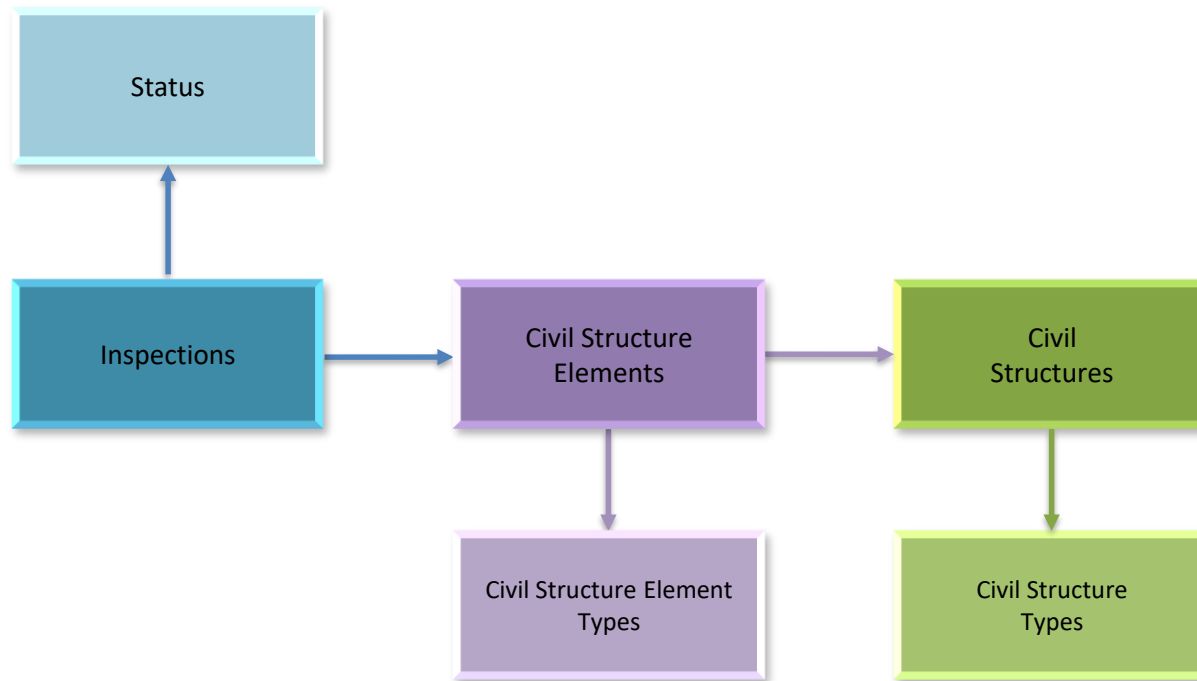 Status
Inspections
Civil Structure
Elements
Civil
Structures
Civil Structure Element
Types
Civil Structure
Types